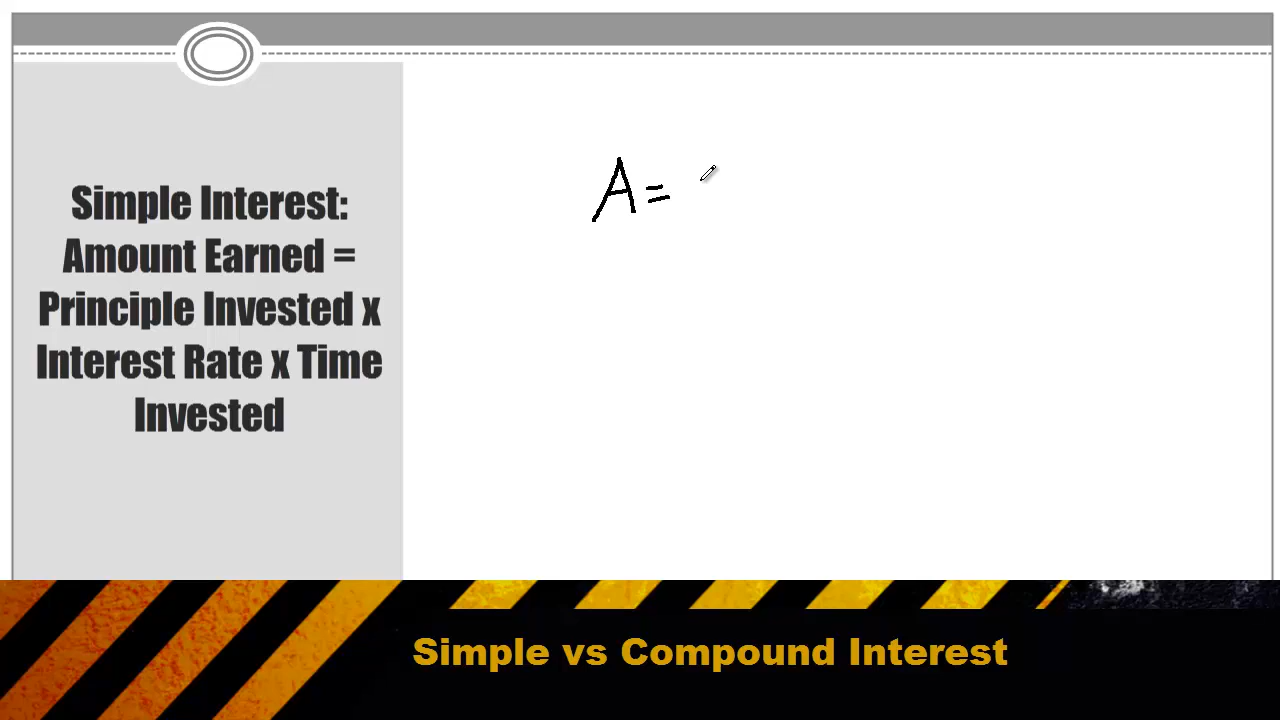 Simple Interest:
Amount Earned =
Principle Invested x
Interest Rate x Time
Invested
A =
Simple vs Compound Interest